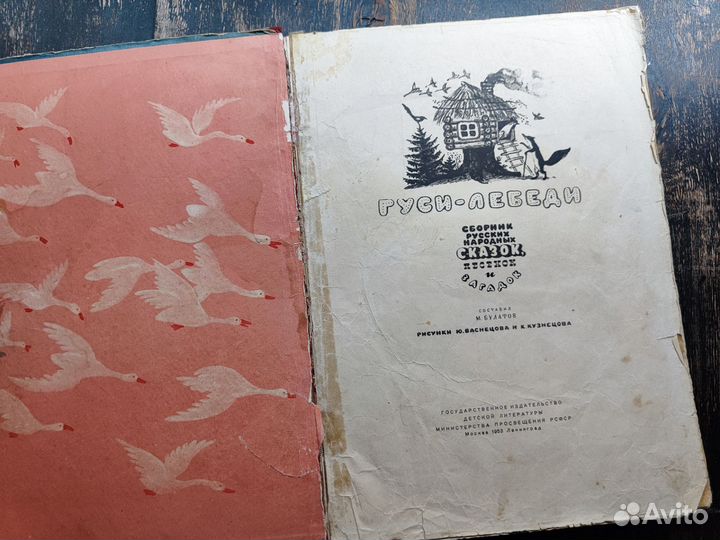 ГУСИ-ЛЕБЕДИ
СБОРНИК
РУССКИХ
НАРОДНЫХ
СКАЗОК,
ПЕСЕНОК
И
ЗАГАДОК
СОСТАВИЛ
М. БУЛАТОВ
РИСУНКИ Ю. ВАСНЕЦОВА И К. КУЗНЕЦОВА
ГОСУДАРСТВЕННОЕ ИЗДАТЕЛЬСТВО
ДЕТСКОЙ ЛИТЕРАТУРЫ
МИНИСТЕРСТВА ПРОСВЕЩЕНИЯ РСФСР
Москва 1953 Ленинград
Avito